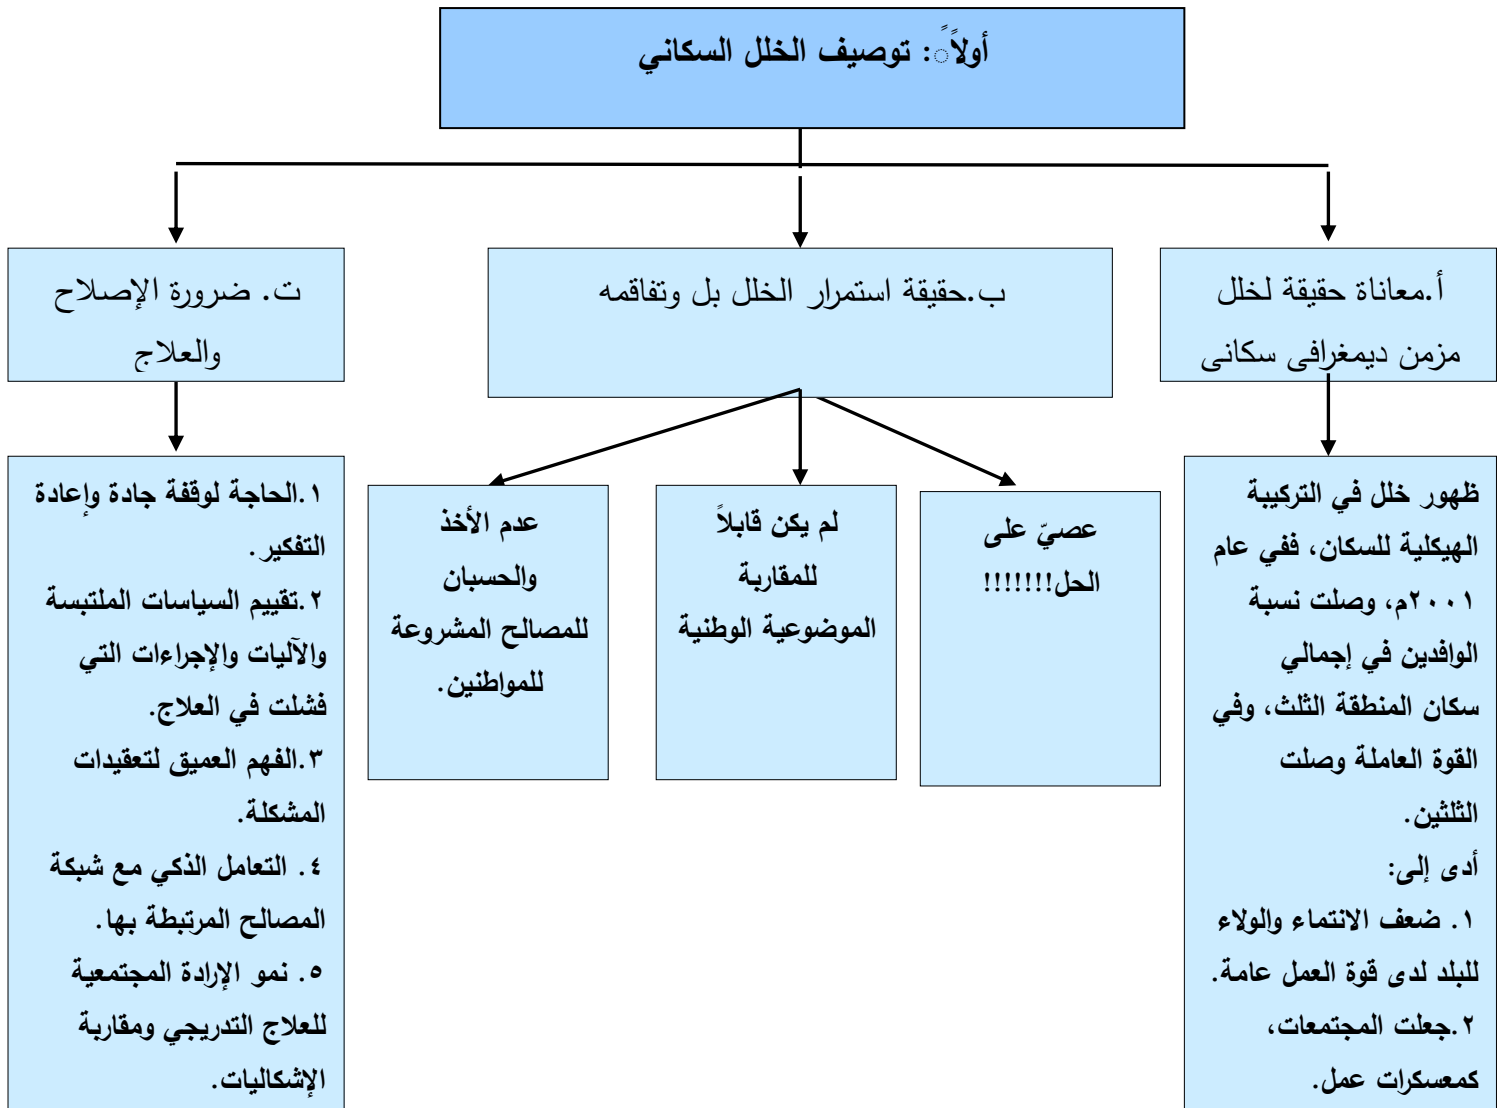 أولاًً: توصيف الخلل السكاني
أ.معاناة حقيقة لخلل
مزمن ديمغرافى سكانى
ب.حقيقة استمرار الخلل بل وتفاقمه
ت. ضرورة الإصلاح
والعلاج
ظهور خلل في التركيبة
الهيكلية للسكان، ففي عام
٢٠٠١م، وصلت نسبة
الوافدين في إجمالي
سكان المنطقة الثلث، وفي
القوة العاملة وصلت
الثلثين.
أدى إلى:
١. ضعف الانتماء والولاء
للبلد لدى قوة العمل عامة.
٢.جعلت المجتمعات،
كمعسكرات عمل.
عصيّ على
الحل!!!!!!!
لم يكن قابلاً
للمقاربة
الموضوعية الوطنية
عدم الأخذ
والحسبان
للمصالح المشروعة
للمواطنين.
١.الحاجة لوقفة جادة وإعادة
التفكير.
٢.تقييم السياسات الملتبسة
والآليات والإجراءات التي
فشلت في العلاج.
٣.الفهم العميق لتعقيدات
المشكلة.
٤. التعامل الذكي مع شبكة
المصالح المرتبطة بها.
٥. نمو الإرادة المجتمعية
للعلاج التدريجي ومقاربة
الإشكاليات.